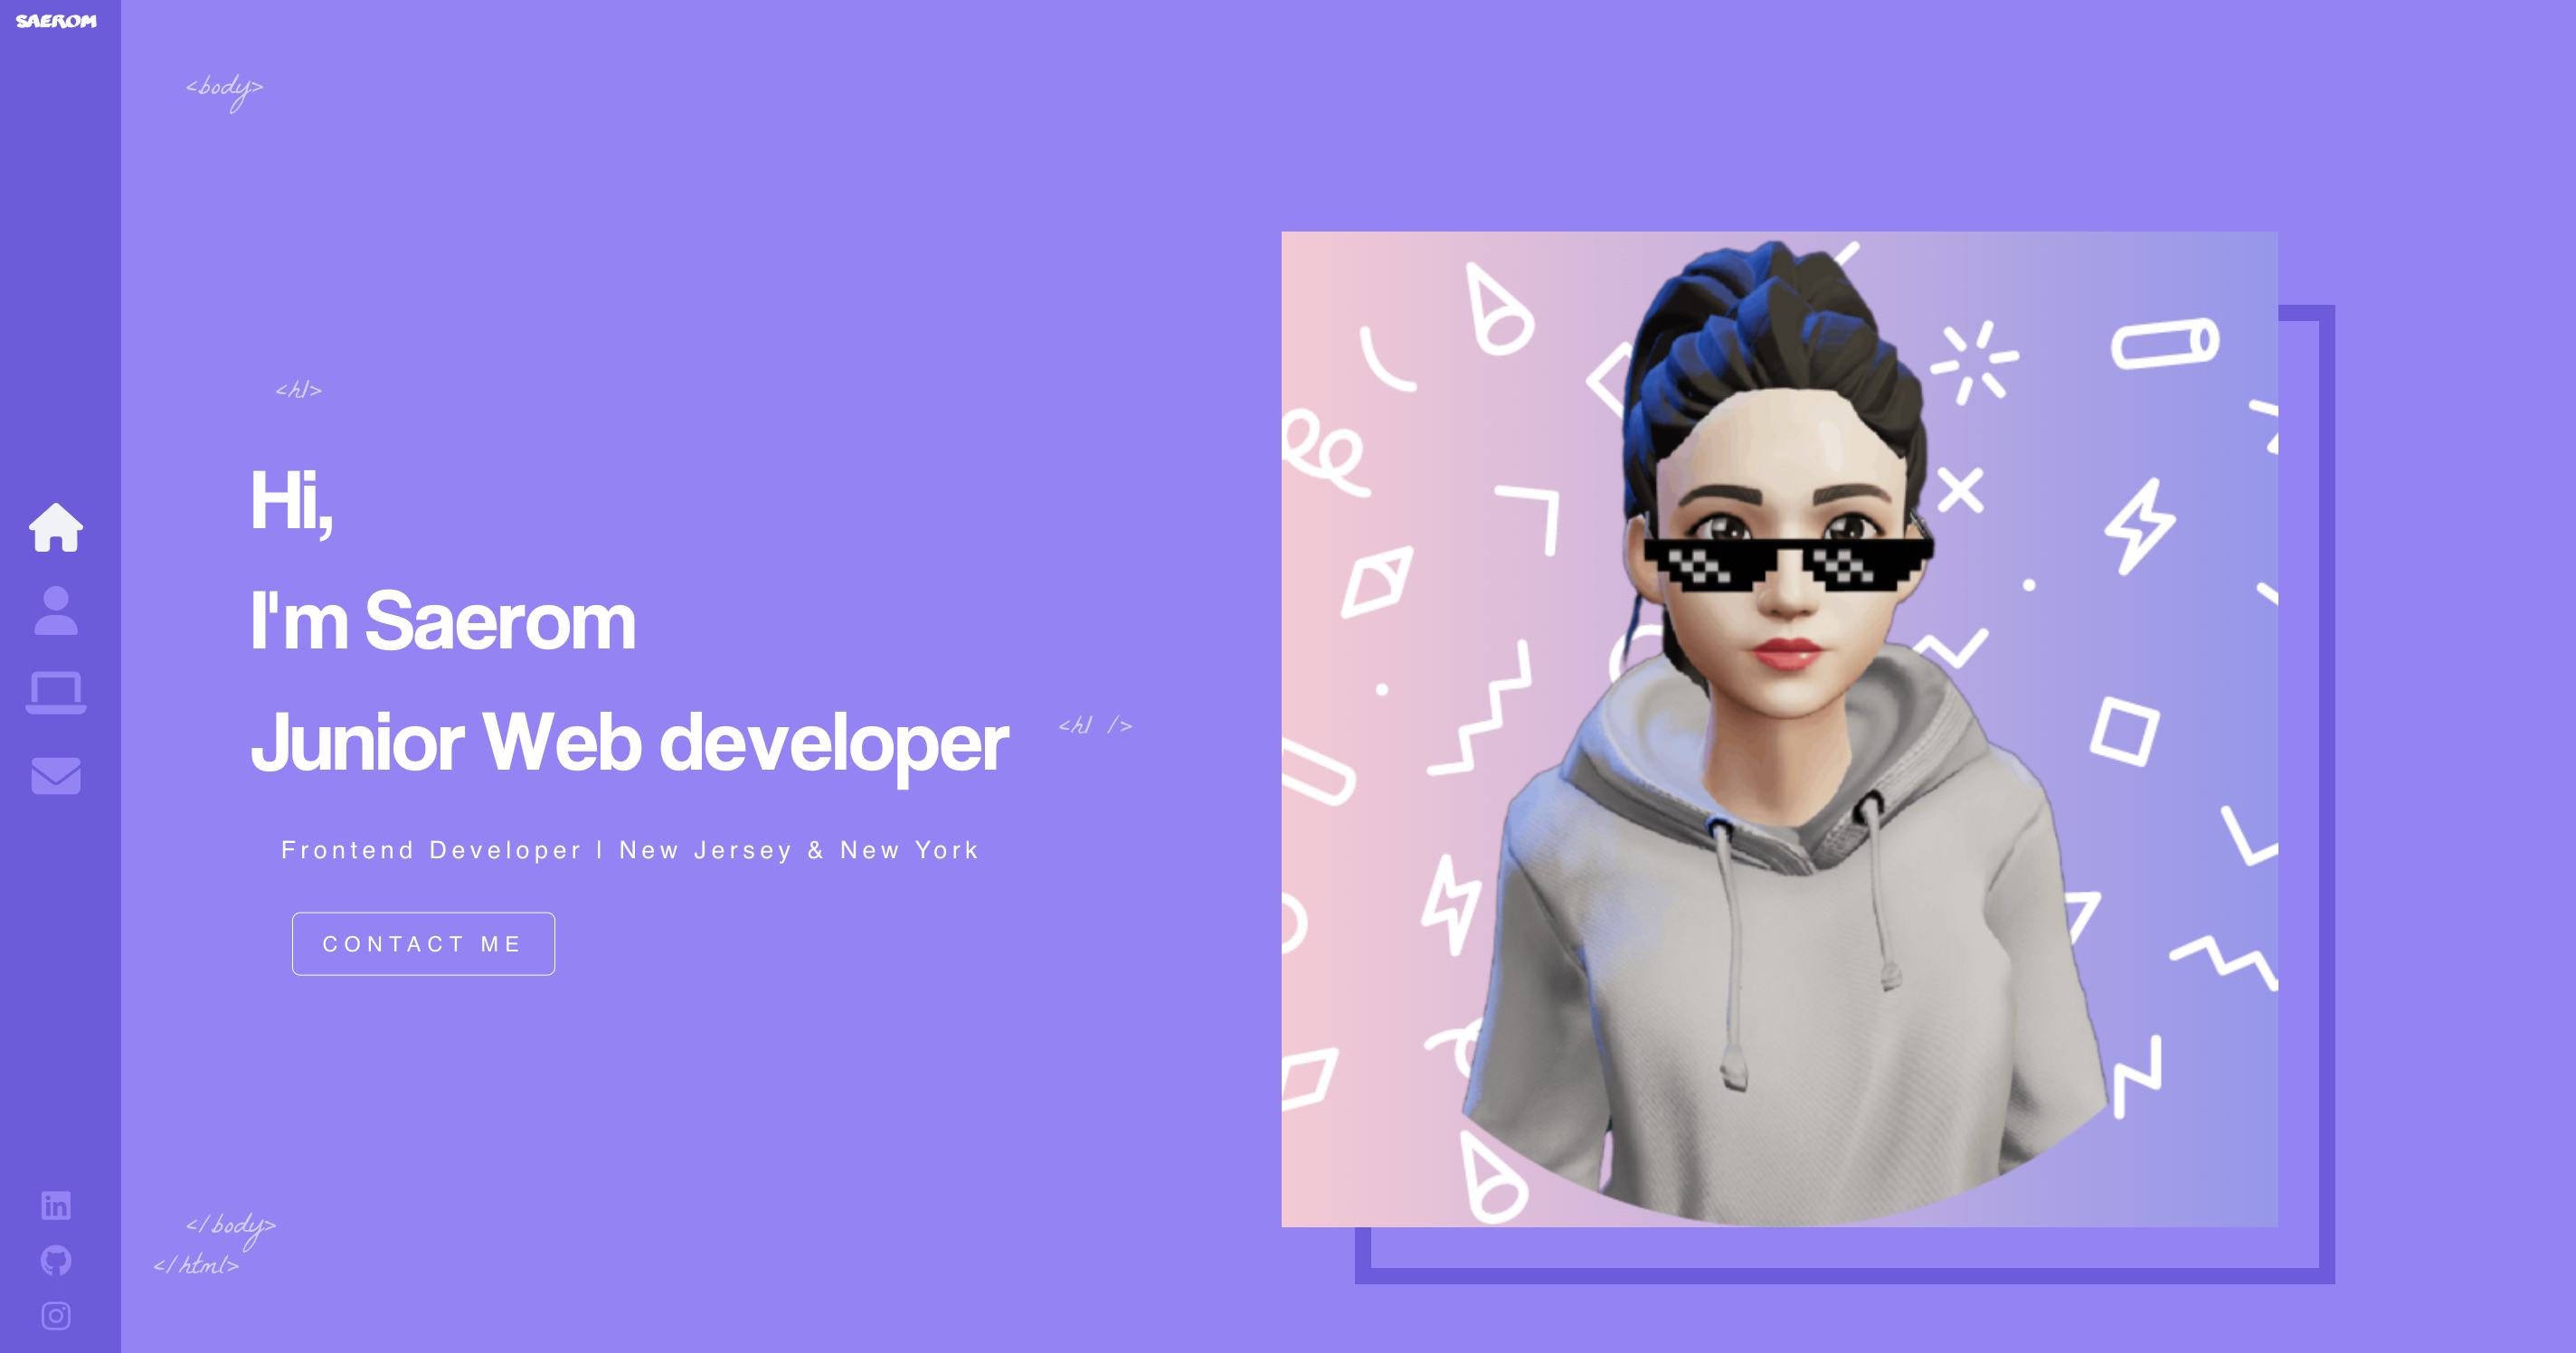 SAEROM
<body>
<h1>
Hi,
I'm Saerom
Junior Web developer
<h1 />
Frontend Developer | New Jersey & New York
CONTACT ME
</body>
</html>
in